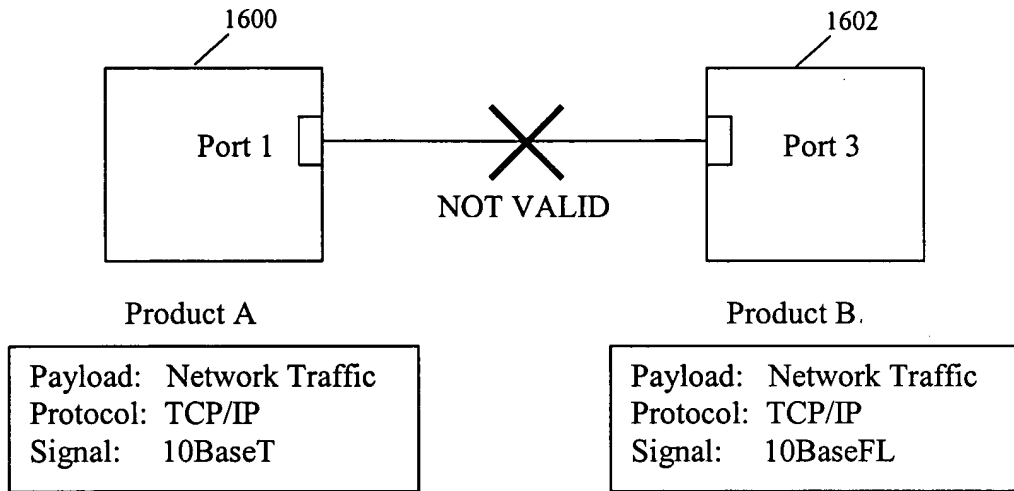 1600
1602
Port 1
Port 3
NOT VALID
Product A
Product B
Payload: Network Traffic
Protocol: TCP/IP
Signal: 10BaseT
Payload: Network Traffic
Protocol: TCP/IP
Signal: 10BaseFL